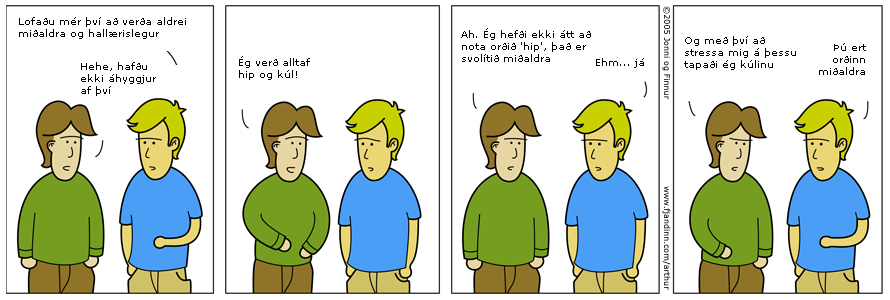 Lofaðu mér því að verða aldrei
miðaldra og hallærislegur
Hehe, hafðu
ekki áhyggjur
af því
Ég verð alltaf
hip og kúl!
Ah. Ég hefði ekki átt að
nota orðið 'hip', það er
svolítið miðaldra
Ehm... já
Og með því að
stressa mig á þessu
tapaði ég kúlinu
Þú ert
orðinn
miðaldra
©2005 Jonni og Finnur
www.fjandinn.com/arthur